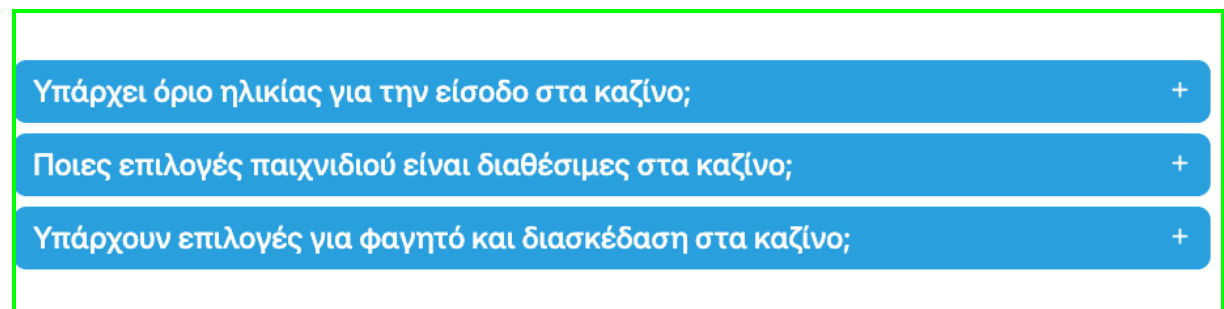 Υπάρχει όριο ηλικίας για την είσοδο στα καζίνο; +
Ποιες επιλογές παιχνιδιού είναι διαθέσιμες στα καζίνο; +
Υπάρχουν επιλογές για φαγητό και διασκέδαση στα καζίνο; +